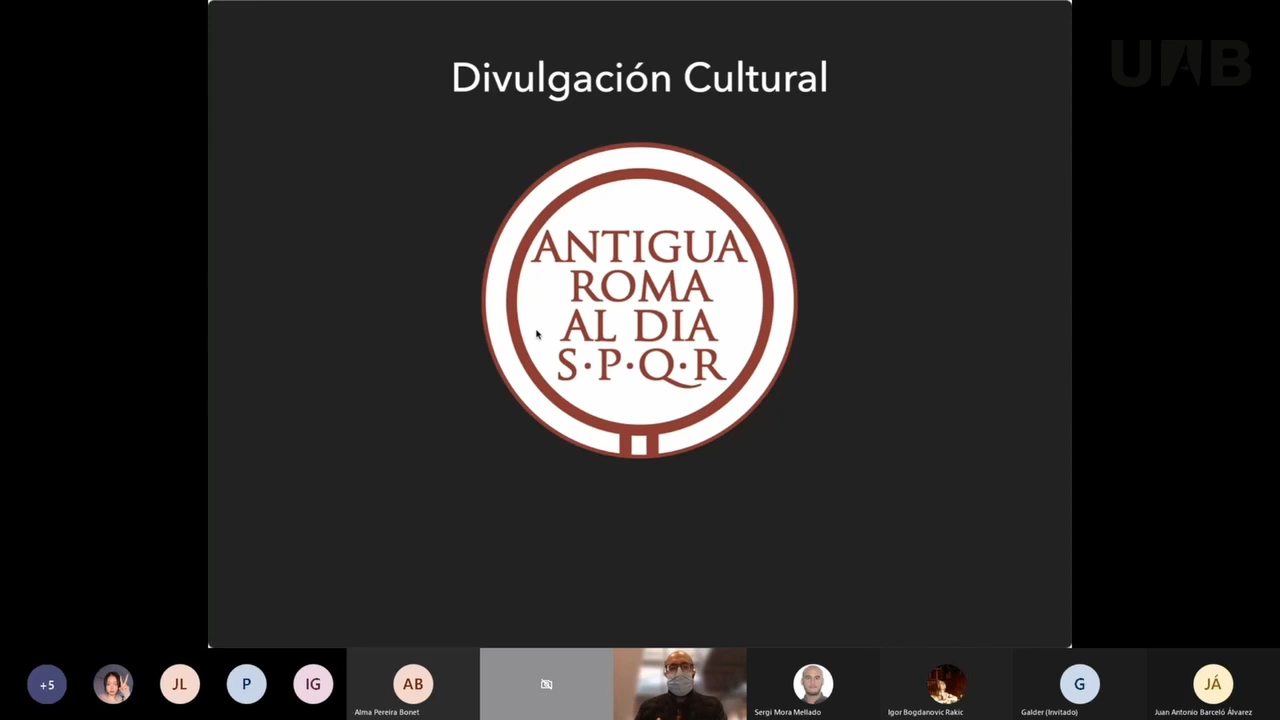 UAB
Divulgación Cultural
ANTIGUA
ROMA
AL DIA
S·P·Q·R
+5
JL
P
IG
AB
Alma Pereira Bonet
Sergi Mora Mellado
Igor Bogdanovic Rakic
G
Galder (Invitado)
JÁ
Juan Antonio Barceló Álvarez